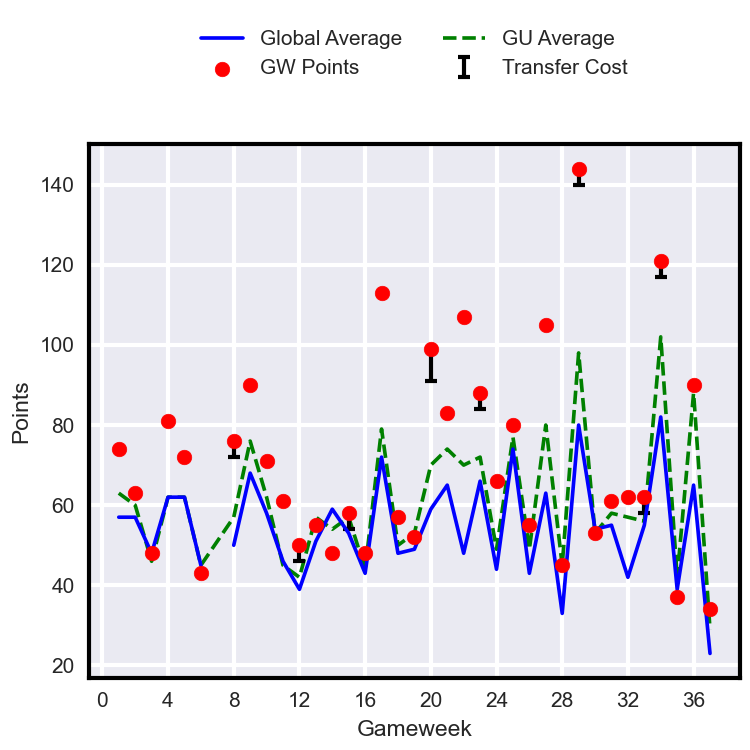 Global Average
GU Average
GW Points
Transfer Cost
140
120
100
80
60
40
20
Points
0 4 8 12 16 20 24 28 32 36
Gameweek